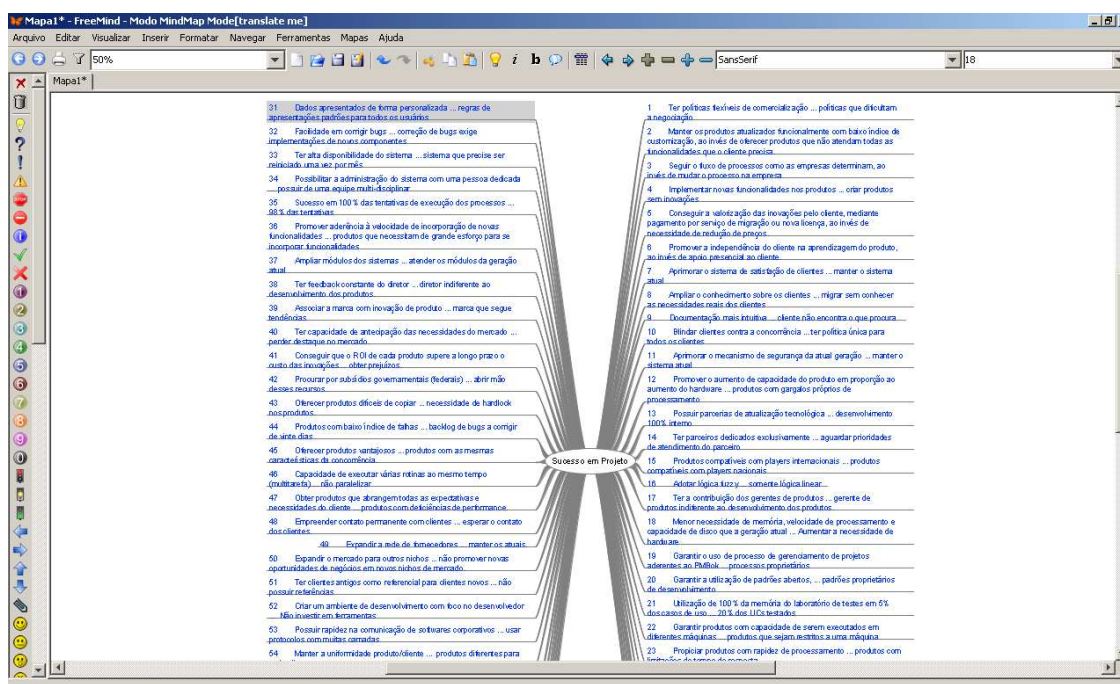 Mapa1* - FreeMind - Modo MindMap Mode[translate me]
Arquivo Editar Visualizar Inserir Formatar Navegar Ferramentas Mapas Ajuda
50%
SansSerif
18
Mapa1*
31 Dados apresentados de forma personalizada ... regras de
apresentações padrões para todos os usuários
32 Facilidade em corrigir bugs ... correção de bugs exige
implementações de novos componentes
33 Ter alta disponibilidade do sistema ... sistema que precise ser
reiniciado uma vez por mês
34 Possibilitar a administração do sistema com uma pessoa dedicada
... possuir de uma equipe multi-disciplinar
35 Sucesso em 100 % das tentativas de execução dos processos ...
98 % das tentativas
36 Promover aderência à velocidade de incorporação de novas
funcionalidades ... produtos que necessitam de grande esforço para se
incorporar funcionalidades
37 Ampliar módulos dos sistemas ... atender os módulos da geração
atual
38 Ter feedback constante do diretor ... diretor indiferente ao
desenvolvimento dos produtos
39 Associar a marca com inovação de produto ... marca que segue
tendências
40 Ter capacidade de antecipação das necessidades do mercado ...
perder destaque no mercado
41 Conseguir que o ROI de cada produto supere a longo prazo o
custo das inovações ... obter prejuízos
42 Procurar por subsídios governamentais (federais) ... abrir mão
desses recursos
43 Oferecer produtos difíceis de copiar ... necessidade de hardlock
nos produtos
44 Produtos com baixo índice de falhas ... backlog de bugs a corrigir
de vinte dias
45 Oferecer produtos vantajosos ... produtos com as mesmas
características da concorrência
46 Capacidade de executar várias rotinas ao mesmo tempo
(multitarefa) ... não paralelizar
47 Obter produtos que abrangem todas as expectativas e
necessidades do cliente ... produtos com deficiências de performance
48 Empreender contato permanente com clientes ... esperar o contato
dos clientes
49 Expandir a rede de fornecedores ... manter os atuais
50 Expandir o mercado para outros nichos ... não promover novas
oportunidades de negócios em novos nichos de mercado
51 Ter clientes antigos como referencial para clientes novos ... não
possuir referências
52 Criar um ambiente de desenvolvimento com foco no desenvolvedor
... Não investir em ferramentas
53 Possuir rapidez na comunicação de softwares corporativos ... usar
protocolos com muitas camadas
54 Manter a uniformidade produto/cliente ... produtos diferentes para
Sucesso em Projeto
1 Ter políticas flexíveis de comercialização ... políticas que dificultam
a negociação
2 Manter os produtos atualizados funcionalmente com baixo índice de
customização, ao invés de oferecer produtos que não atendam todas as
funcionalidades que o cliente precisa
3 Seguir o fluxo de processos como as empresas determinam, ao
invés de mudar o processo na empresa
4 Implementar novas funcionalidades nos produtos ... criar produtos
sem inovações
5 Conseguir a valorização das inovações pelo cliente, mediante
pagamento por serviço de migração ou nova licença, ao invés de
necessidade de redução de preços
6 Promover a independência do cliente na aprendizagem do produto,
ao invés de apoio presencial ao cliente
7 Aprimorar o sistema de satisfação de clientes ... manter o sistema
atual
8 Ampliar o conhecimento sobre os clientes ... migrar sem conhecer
as necessidades reais dos clientes
9 Documentação mais intuitiva ... cliente não encontra o que procura
10 Blindar clientes contra a concorrência ... ter política única para
todos os clientes
11 Aprimorar o mecanismo de segurança da atual geração ... manter o
sistema atual
12 Promover o aumento de capacidade do produto em proporção ao
aumento do hardware ... produtos com gargalos próprios de
processamento
13 Possuir parcerias de atualização tecnológica ... desenvolvimento
100% interno
14 Ter parceiros dedicados exclusivamente ... aguardar prioridades
de atendimento do parceiro
15 Produtos compatíveis com players internacionais ... produtos
compatíveis com players nacionais
16 Adotar lógica fuzzy ... somente lógica linear
17 Ter a contribuição dos gerentes de produtos ... gerente de
produtos indiferente ao desenvolvimento dos produtos
18 Menor necessidade de memória, velocidade de processamento e
capacidade de disco que a geração atual ... Aumentar a necessidade de
hardware
19 Garantir o uso de processo de gerenciamento de projetos
aderentes ao PMBok ... processos proprietários
20 Garantir a utilização de padrões abertos, ... padrões proprietários
de desenvolvimento
21 Utilização de 100 % da memória do laboratório de testes em 5%
dos casos de uso ... 20 % dos UCs testados
22 Garantir produtos com capacidade de serem executados em
diferentes máquinas ... produtos que sejam restritos a uma máquina
23 Propiciar produtos com rapidez de processamento ... produtos com
limitações de tempo de resposta